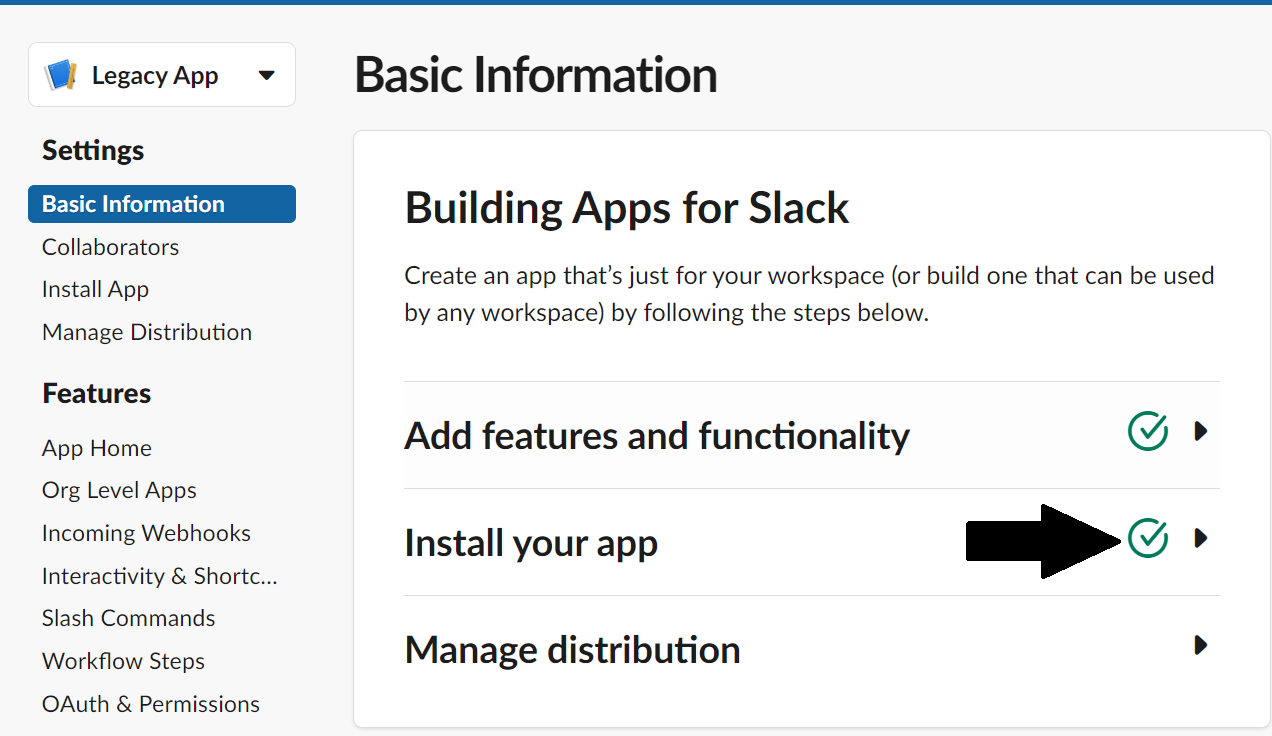 Legacy App
Settings
Basic Information
Collaborators
Install App
Manage Distribution
Features
App Home
Org Level Apps
Incoming Webhooks
Interactivity & Shortc...
Slash Commands
Workflow Steps
OAuth & Permissions
Basic Information
Building Apps for Slack
Create an app that’s just for your workspace (or build one that can be used
by any workspace) by following the steps below.
Add features and functionality
Install your app
Manage distribution